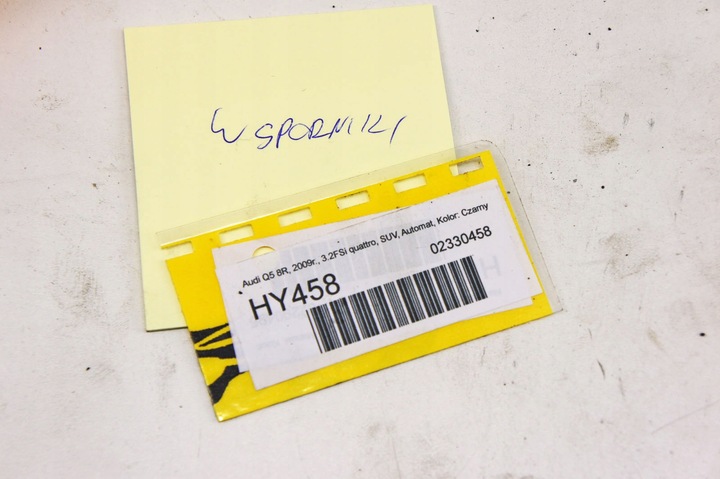 WSPORNIKI
Audi Q5 8R, 2009r., 3.2FSi quattro, SUV, Automat, Kolor: Czarny
HY458
02330458